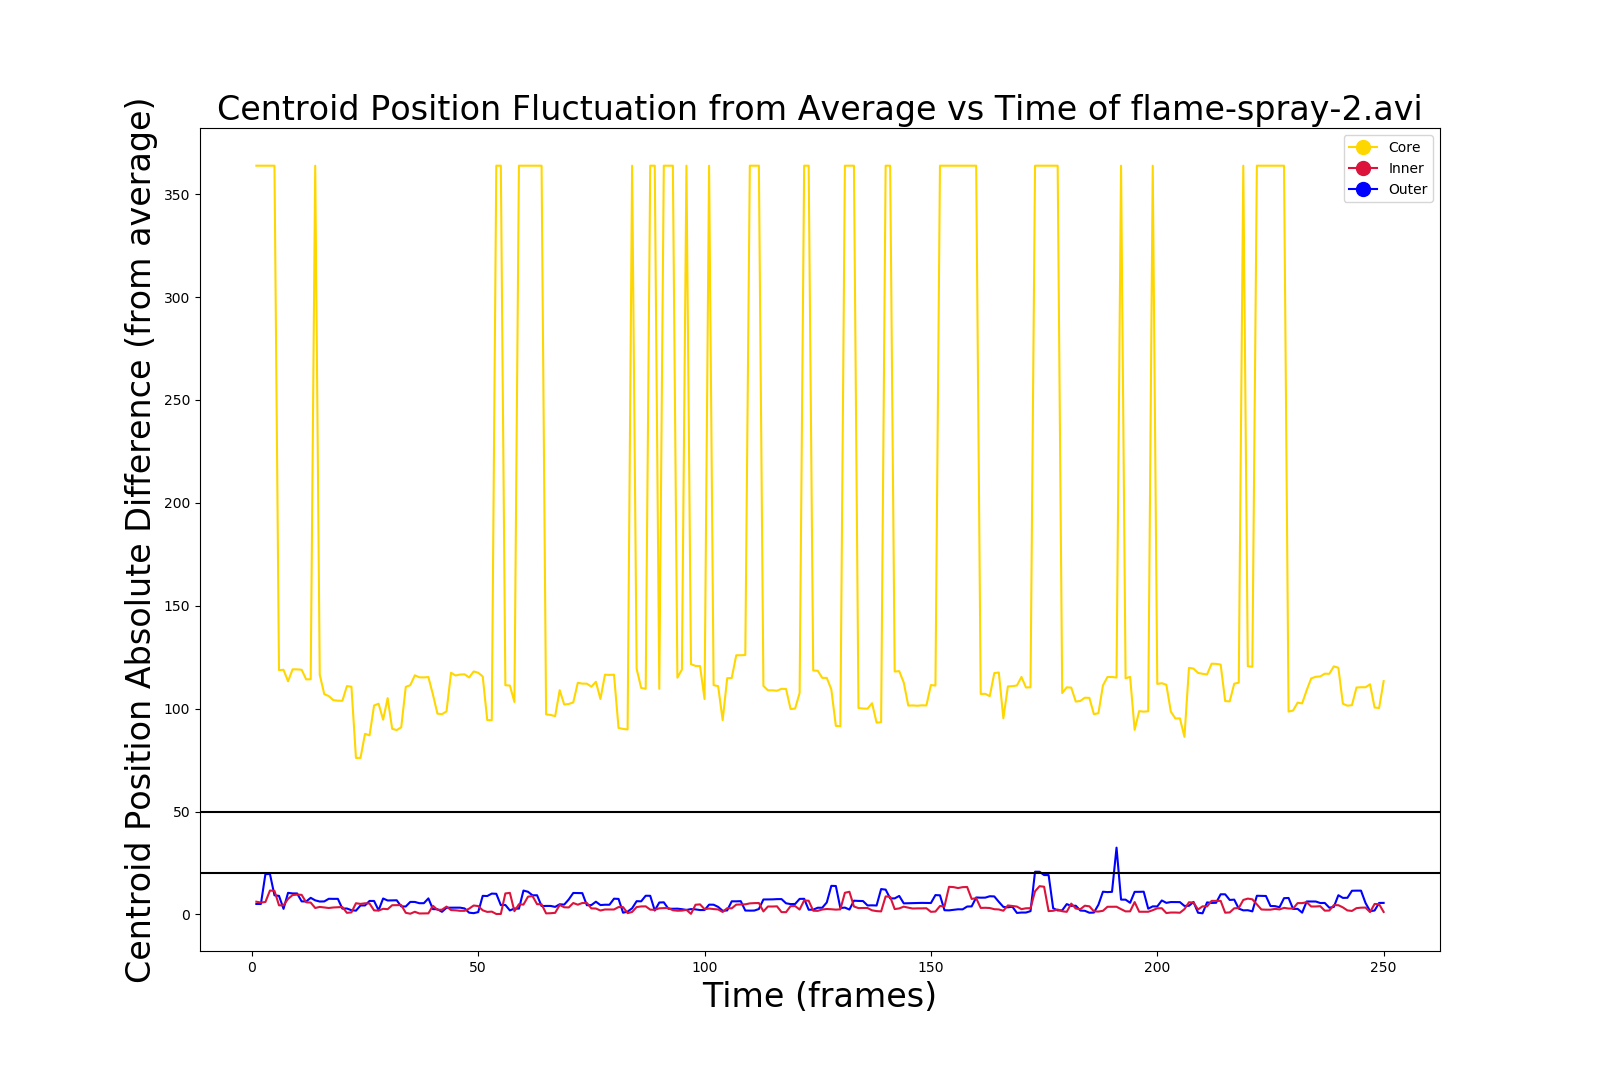 Centroid Position Fluctuation from Average vs Time of flame-spray-2.avi
Centroid Position Absolute Difference (from average)
350
300
250
200
150
100
50
0
Core
Inner
Outer
0 50 100 150 200 250
Time (frames)